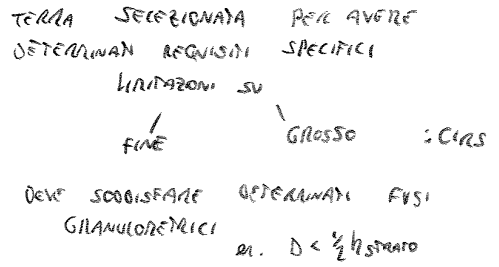 TERRA SELEZIONATA PER AVERE
DETERMINATI REQUISITI SPECIFICI
LIMITAZIONI SU
FINE GROSSO : CIRS
DEVE SODDISFARE DETERMINATI FUSI
GRANULOMETRICI
es. D < 1/2 h STRATO